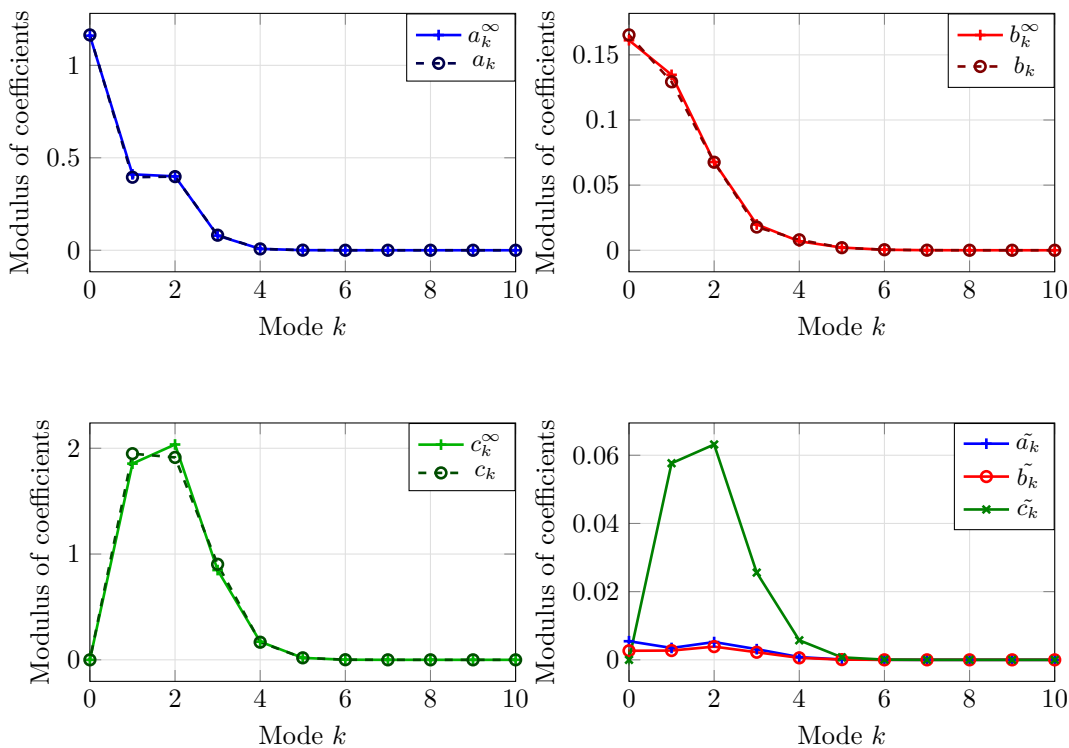 Modulus of coefficients
1
0.5
0
0 2 4 6 8 10
Mode k
a_k^∞
a_k
Modulus of coefficients
0.15
0.1
0.05
0
0 2 4 6 8 10
Mode k
b_k^∞
b_k
Modulus of coefficients
2
1
0
0 2 4 6 8 10
Mode k
c_k^∞
c_k
Modulus of coefficients
0.06
0.04
0.02
0
0 2 4 6 8 10
Mode k
ã_k
b̃_k
c̃_k